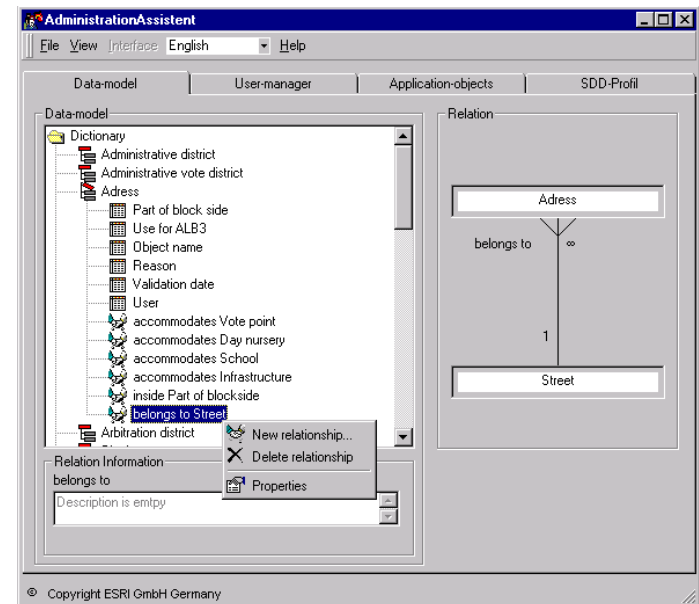 AdministrationAssistent
File View Interface English Help
Data-model User-manager Application-objects SDD-Profil
Data-model
Dictionary
Administrative district
Administrative vote district
Adress
Part of block side
Use for ALB3
Object name
Reason
Validation date
User
accommodates Vote point
accommodates Day nursery
accommodates School
accommodates Infrastructure
inside Part of blockside
belongs to Street
Arbitration district
New relationship...
Delete relationship
Properties
Relation Information
belongs to
Description is emtpy
Relation
Adress
belongs to ∞
1
Street
© Copyright ESRI GmbH Germany